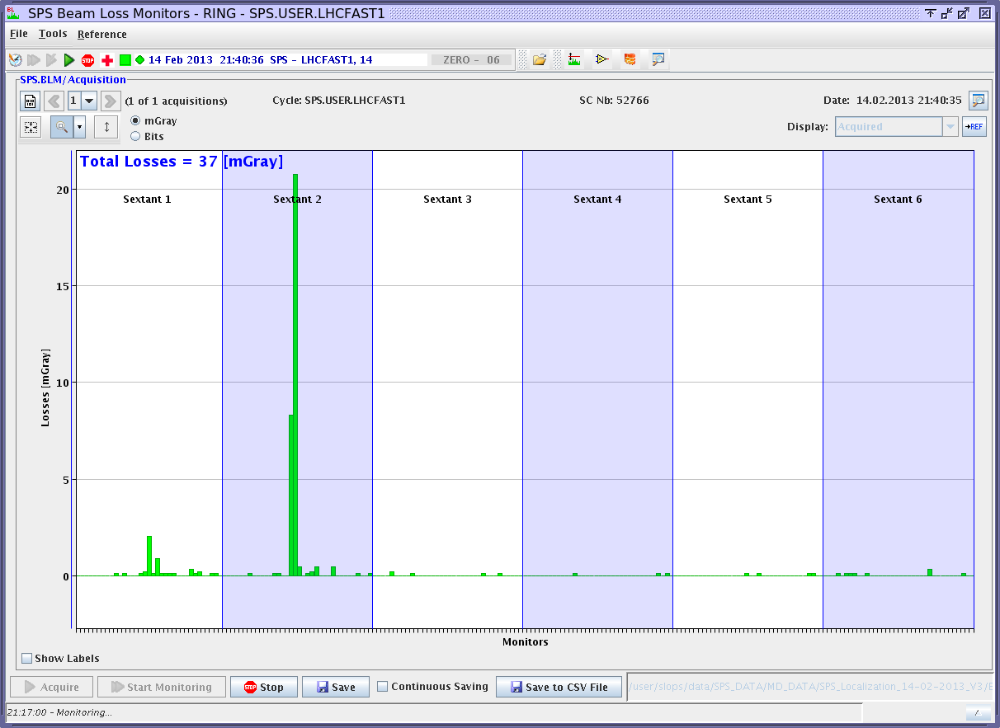 BL SPS Beam Loss Monitors - RING - SPS.USER.LHCFAST1
File Tools Reference
STOP 14 Feb 2013 21:40:36 SPS - LHCFAST1, 14 ZERO - 06
SPS.BLM/Acquisition
1 (1 of 1 acquisitions) Cycle: SPS.USER.LHCFAST1 SC Nb: 52766 Date: 14.02.2013 21:40:35
mGray
Display: Acquired REF
Bits
Total Losses = 37 [mGray]
20
Sextant 1 Sextant 2 Sextant 3 Sextant 4 Sextant 5 Sextant 6
15
10
Losses [mGray]
5
0
Monitors
Show Labels
Acquire Start Monitoring STOP Stop Save Continuous Saving Save to CSV File /user/slops/data/SPS_DATA/MD_DATA/SPS_Localization_14-02-2013_V3/
21:17:00 - Monitoring...